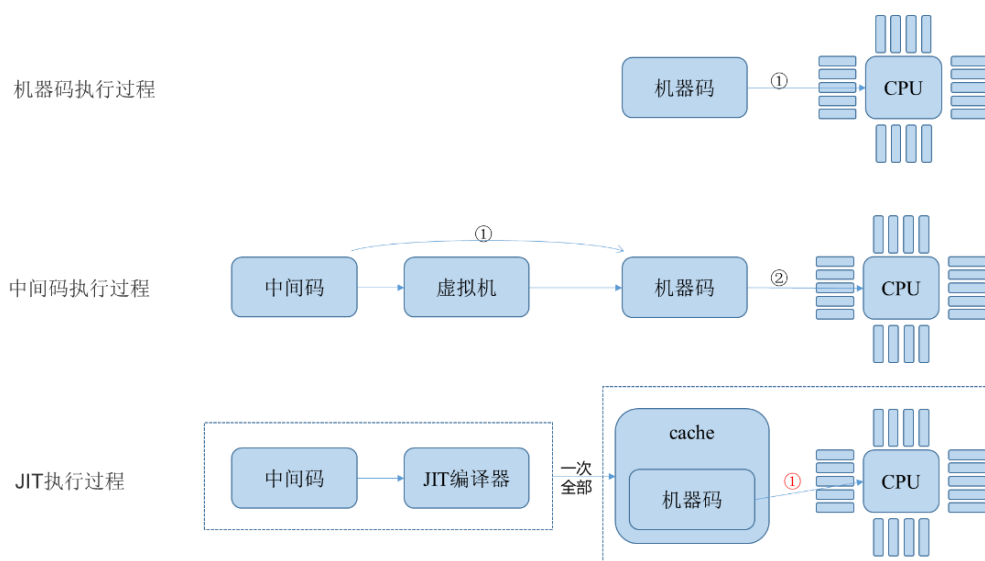 机器码执行过程
机器码
①
CPU
①
中间码执行过程
中间码
虚拟机
机器码
②
CPU
JIT执行过程
中间码
JIT编译器
一次
全部
cache
机器码
①
CPU